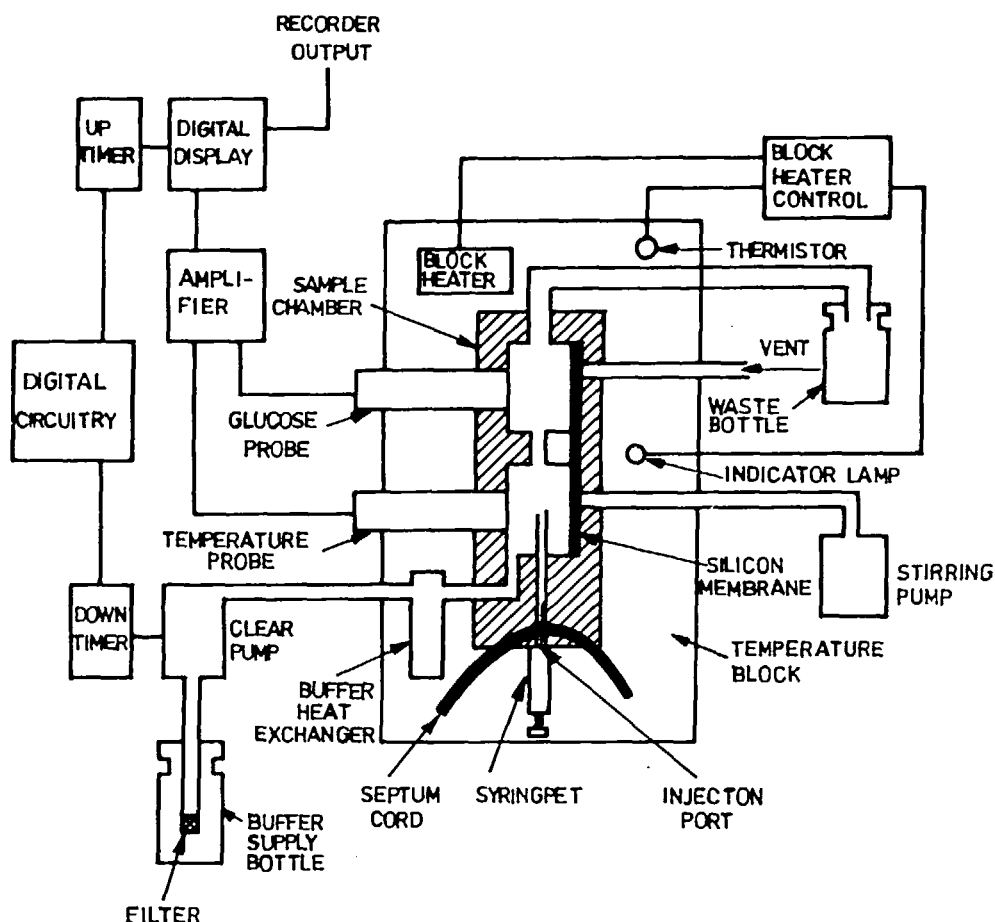 RECORDER
OUTPUT
UP
TIMER
DIGITAL
DISPLAY
BLOCK
HEATER
CONTROL
THERMISTOR
BLOCK
HEATER
AMPLI-
FIER
SAMPLE
CHAMBER
VENT
DIGITAL
CIRCUITRY
GLUCOSE
PROBE
WASTE
BOTTLE
INDICATOR LAMP
TEMPERATURE
PROBE
SILICON
MEMBRANE
STIRRING
PUMP
DOWN
TIMER
CLEAR
PUMP
TEMPERATURE
BLOCK
BUFFER
HEAT
EXCHANGER
SEPTUM
CORD
SYRINGPET
INJECTON
PORT
BUFFER
SUPPLY
BOTTLE
FILTER